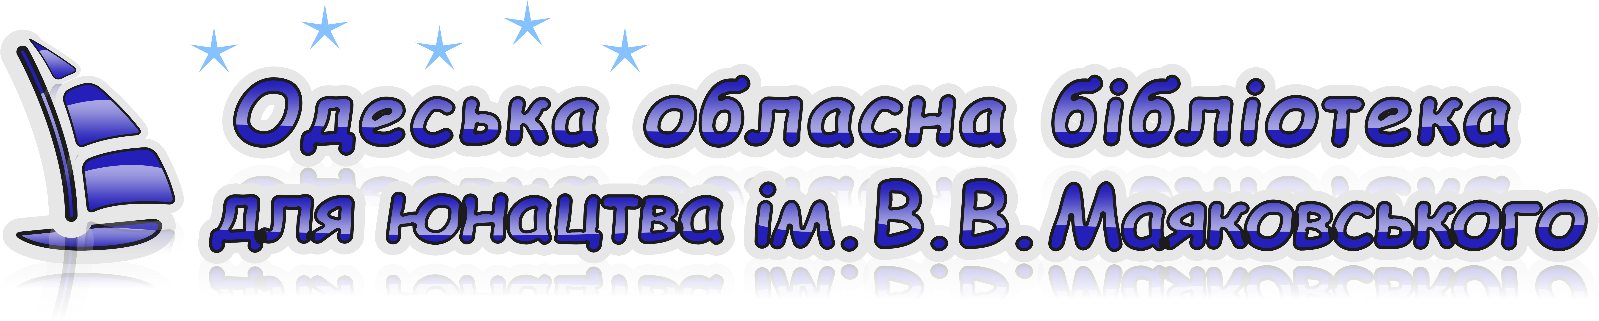 Одеська обласна бібліотека
для юнацтва ім. В. В. Маяковського